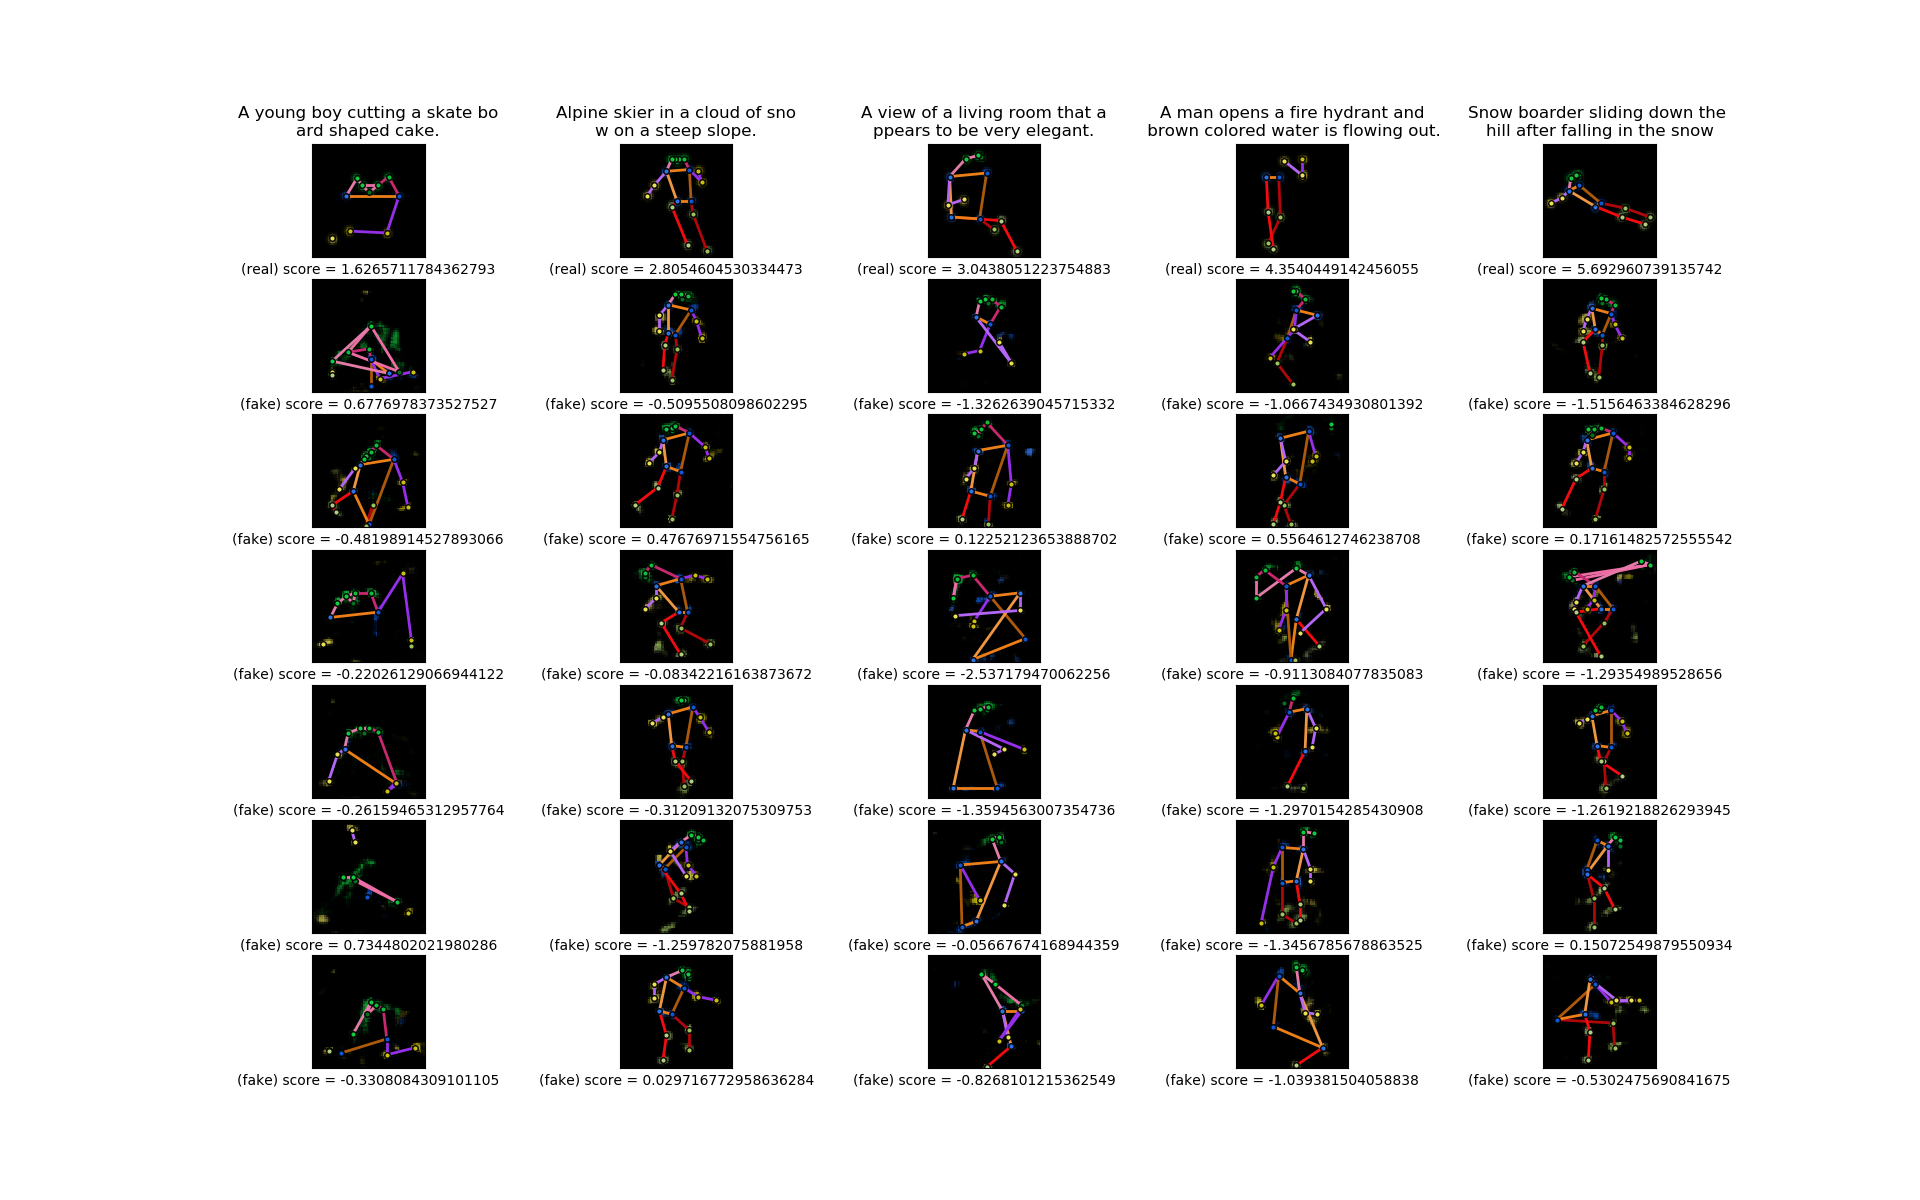 A young boy cutting a skate bo
ard shaped cake.
Alpine skier in a cloud of sno
w on a steep slope.
A view of a living room that a
ppears to be very elegant.
A man opens a fire hydrant and
brown colored water is flowing out.
Snow boarder sliding down the
hill after falling in the snow
(real) score = 1.6265711784362793
(real) score = 2.8054604530334473
(real) score = 3.0438051223754883
(real) score = 4.3540449142456055
(real) score = 5.692960739135742
(fake) score = 0.6776978373527527
(fake) score = -0.5095508098602295
(fake) score = -1.3262639045715332
(fake) score = -1.0667434930801392
(fake) score = -1.5156463384628296
(fake) score = -0.48198914527893066
(fake) score = 0.47676971554756165
(fake) score = 0.12252123653888702
(fake) score = 0.5564612746238708
(fake) score = 0.17161482572555542
(fake) score = -0.22026129066944122
(fake) score = -0.08342216163873672
(fake) score = -2.537179470062256
(fake) score = -0.9113084077835083
(fake) score = -1.29354989528656
(fake) score = -0.26159465312957764
(fake) score = -0.31209132075309753
(fake) score = -1.3594563007354736
(fake) score = -1.2970154285430908
(fake) score = -1.2619218826293945
(fake) score = 0.7344802021980286
(fake) score = -1.259782075881958
(fake) score = -0.05667674168944359
(fake) score = -1.3456785678863525
(fake) score = 0.15072549879550934
(fake) score = -0.3308084309101105
(fake) score = 0.029716772958636284
(fake) score = -0.8268101215362549
(fake) score = -1.039381504058838
(fake) score = -0.5302475690841675